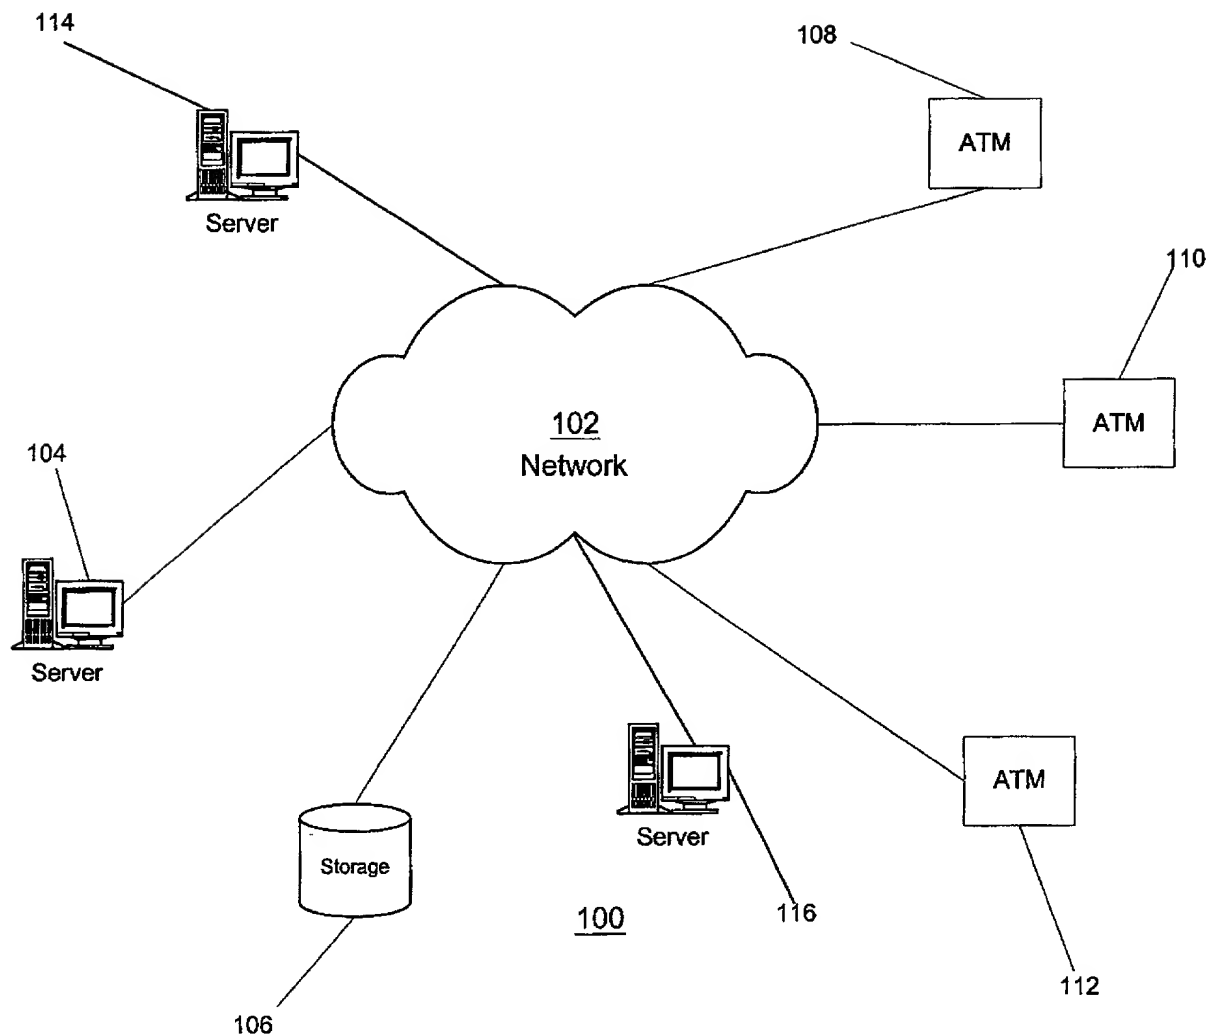 114
108
ATM
Server
110
102
Network
ATM
104
Server
ATM
Server
Storage
116
100
112
106